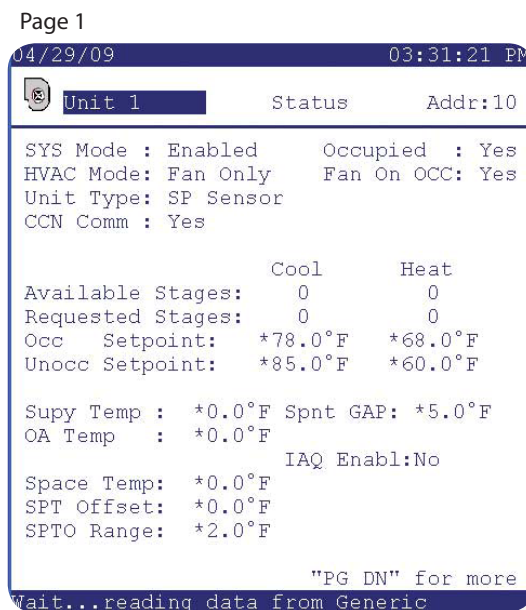 Page 1
04/29/09 03:31:21 PM
Unit 1 Status Addr:10
SYS Mode : Enabled Occupied : Yes
HVAC Mode: Fan Only Fan On OCC: Yes
Unit Type: SP Sensor
CCN Comm : Yes
Cool Heat
Available Stages: 0 0
Requested Stages: 0 0
Occ Setpoint: *78.0°F *68.0°F
Unocc Setpoint: *85.0°F *60.0°F
Supy Temp : *0.0°F Spnt GAP: *5.0°F
OA Temp : *0.0°F
IAQ Enabl:No
Space Temp: *0.0°F
SPT Offset: *0.0°F
SPTO Range: *2.0°F
"PG DN" for more
Wait...reading data from Generic